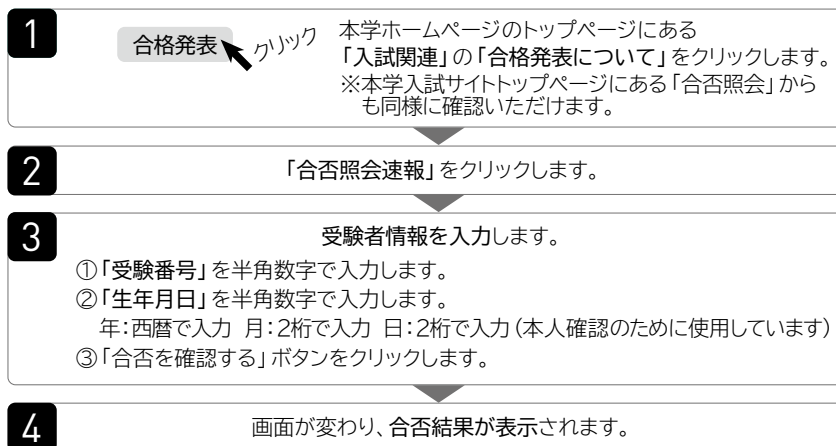 1
合格発表 クリック
本学ホームページのトップページにある
「入試関連」の「合格発表について」をクリックします。
※本学入試サイトトップページにある「合否照会」から
も同様に確認いただけます。
2
「合否照会速報」をクリックします。
3
受験者情報を入力します。
①「受験番号」を半角数字で入力します。
②「生年月日」を半角数字で入力します。
年：西暦で入力 月：2桁で入力 日：2桁で入力（本人確認のために使用しています）
③「合否を確認する」ボタンをクリックします。
4
画面が変わり、合否結果が表示されます。